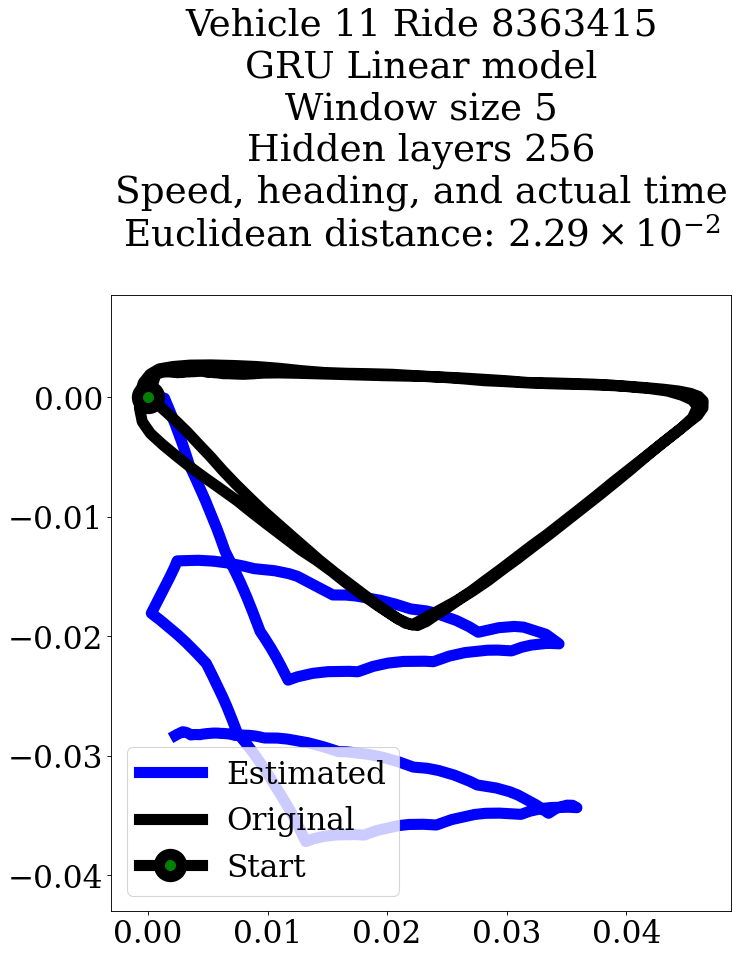 Vehicle 11 Ride 8363415
GRU Linear model
Window size 5
Hidden layers 256
Speed, heading, and actual time
Euclidean distance: 2.29 × 10⁻²
0.00
−0.01
−0.02
−0.03
−0.04
Estimated
Original
Start
0.00 0.01 0.02 0.03 0.04